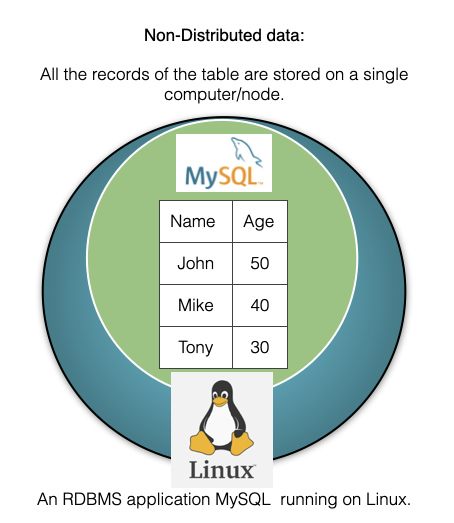 Non-Distributed data:
All the records of the table are stored on a single
computer/node.
MySQL
Name Age
John 50
Mike 40
Tony 30
Linux
An RDBMS application MySQL  running on Linux.